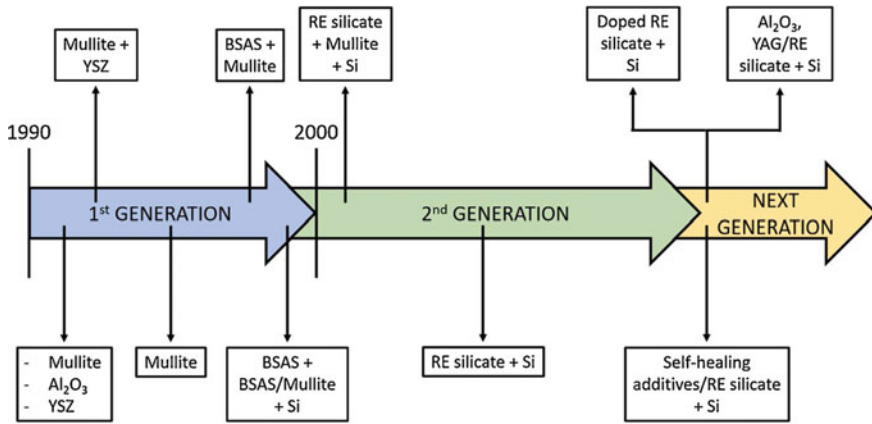 Mullite +
YSZ
BSAS +
Mullite
RE silicate
+ Mullite
+ Si
Doped RE
silicate +
Si
Al₂O₃,
YAG/RE
silicate + Si
1990
2000
1st GENERATION
2nd GENERATION
NEXT
GENERATION
- Mullite
- Al₂O₃
- YSZ
Mullite
BSAS +
BSAS/Mullite
+ Si
RE silicate + Si
Self-healing
additives/RE silicate
+ Si